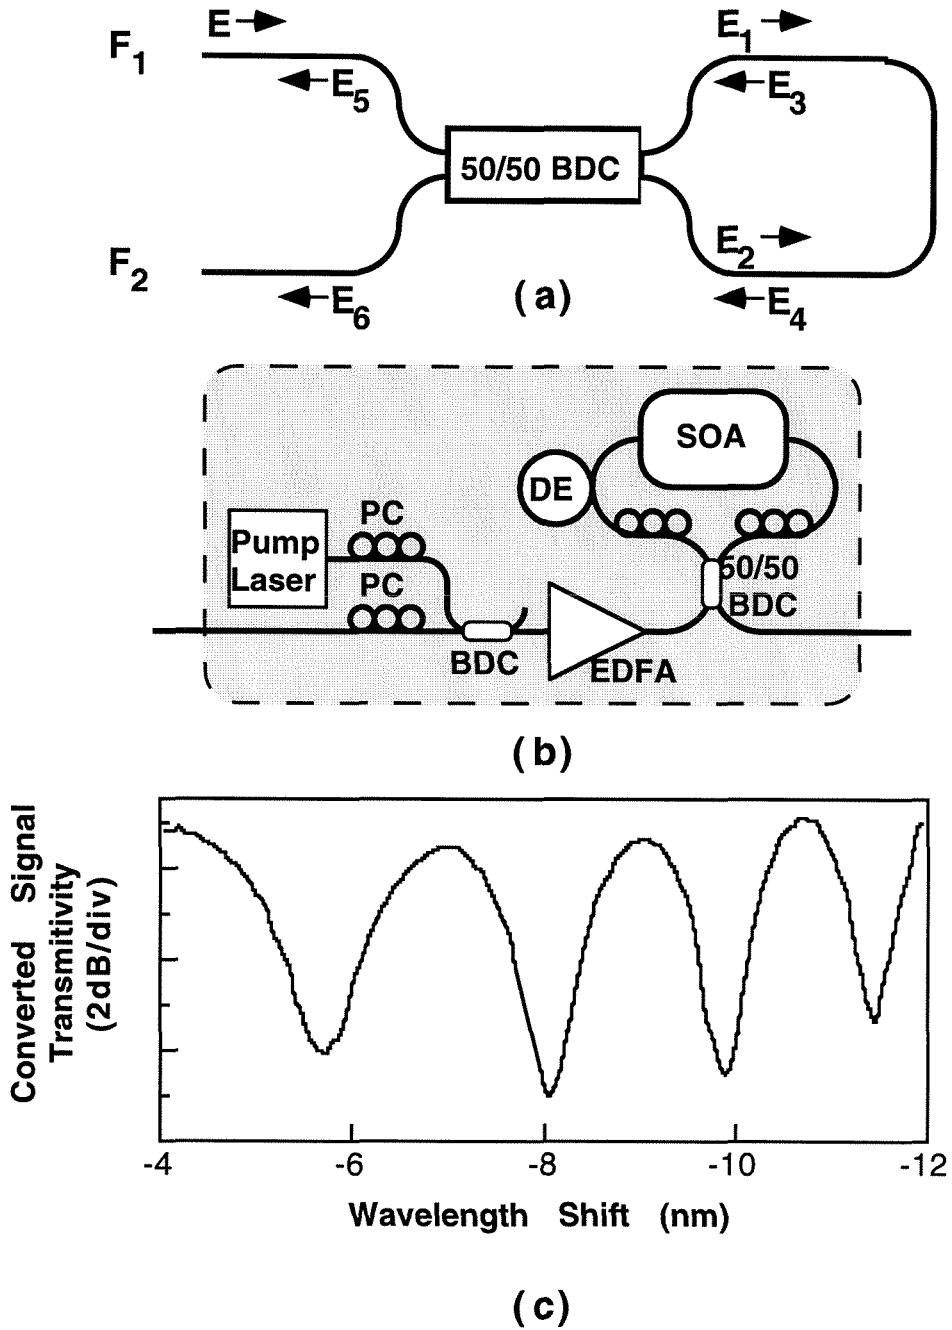 E
F1
E5
E1
E3
50/50 BDC
F2
E6
E2
E4
(a)
SOA
DE
PC
Pump
Laser
PC
50/50
BDC
BDC
EDFA
(b)
Converted Signal
Transmitivity
(2dB/div)
-4 -6 -8 -10 -12
Wavelength Shift (nm)
(c)